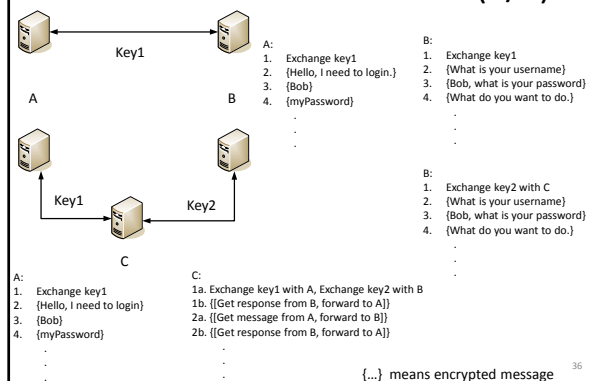 Key1
A
B
A:
1. Exchange key1
2. {Hello, I need to login.}
3. {Bob}
4. {myPassword}
.
.
.
B:
1. Exchange key1
2. {What is your username}
3. {Bob, what is your password}
4. {What do you want to do.}
.
.
.
Key1
Key2
C
B:
1. Exchange key2 with C
2. {What is your username}
3. {Bob, what is your password}
4. {What do you want to do.}
.
.
.
A:
1. Exchange key1
2. {Hello, I need to login}
3. {Bob}
4. {myPassword}
.
.
.
C:
1a. Exchange key1 with A, Exchange key2 with B
1b. {[Get response from B, forward to A]}
2a. {[Get message from A, forward to B]}
2b. {[Get response from B, forward to A]}
.
.
.
{...} means encrypted message
36